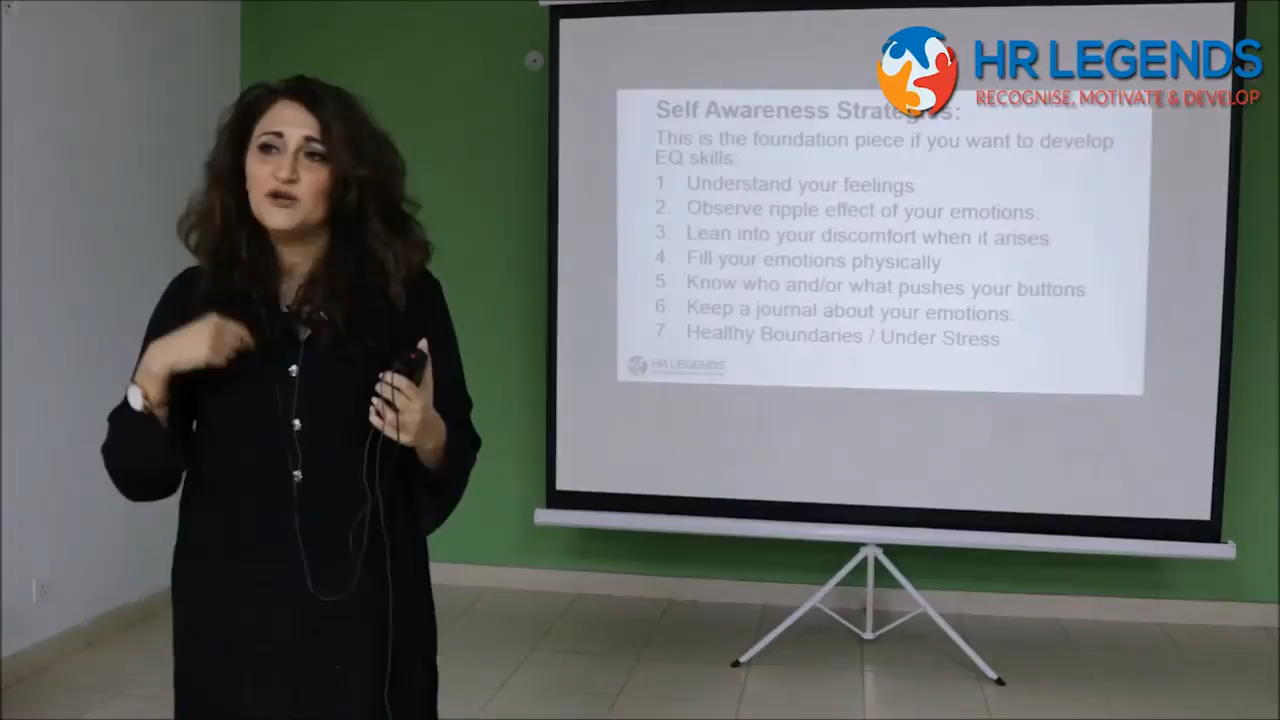 HR LEGENDS
RECOGNISE, MOTIVATE & DEVELOP
Self Awareness Strategies:
This is the foundation piece if you want to develop
EQ skills:
1. Understand your feelings
2. Observe ripple effect of your emotions.
3. Lean into your discomfort when it arises
4. Fill your emotions physically
5. Know who and/or what pushes your buttons
6. Keep a journal about your emotions.
7. Healthy Boundaries / Under Stress
HR LEGENDS